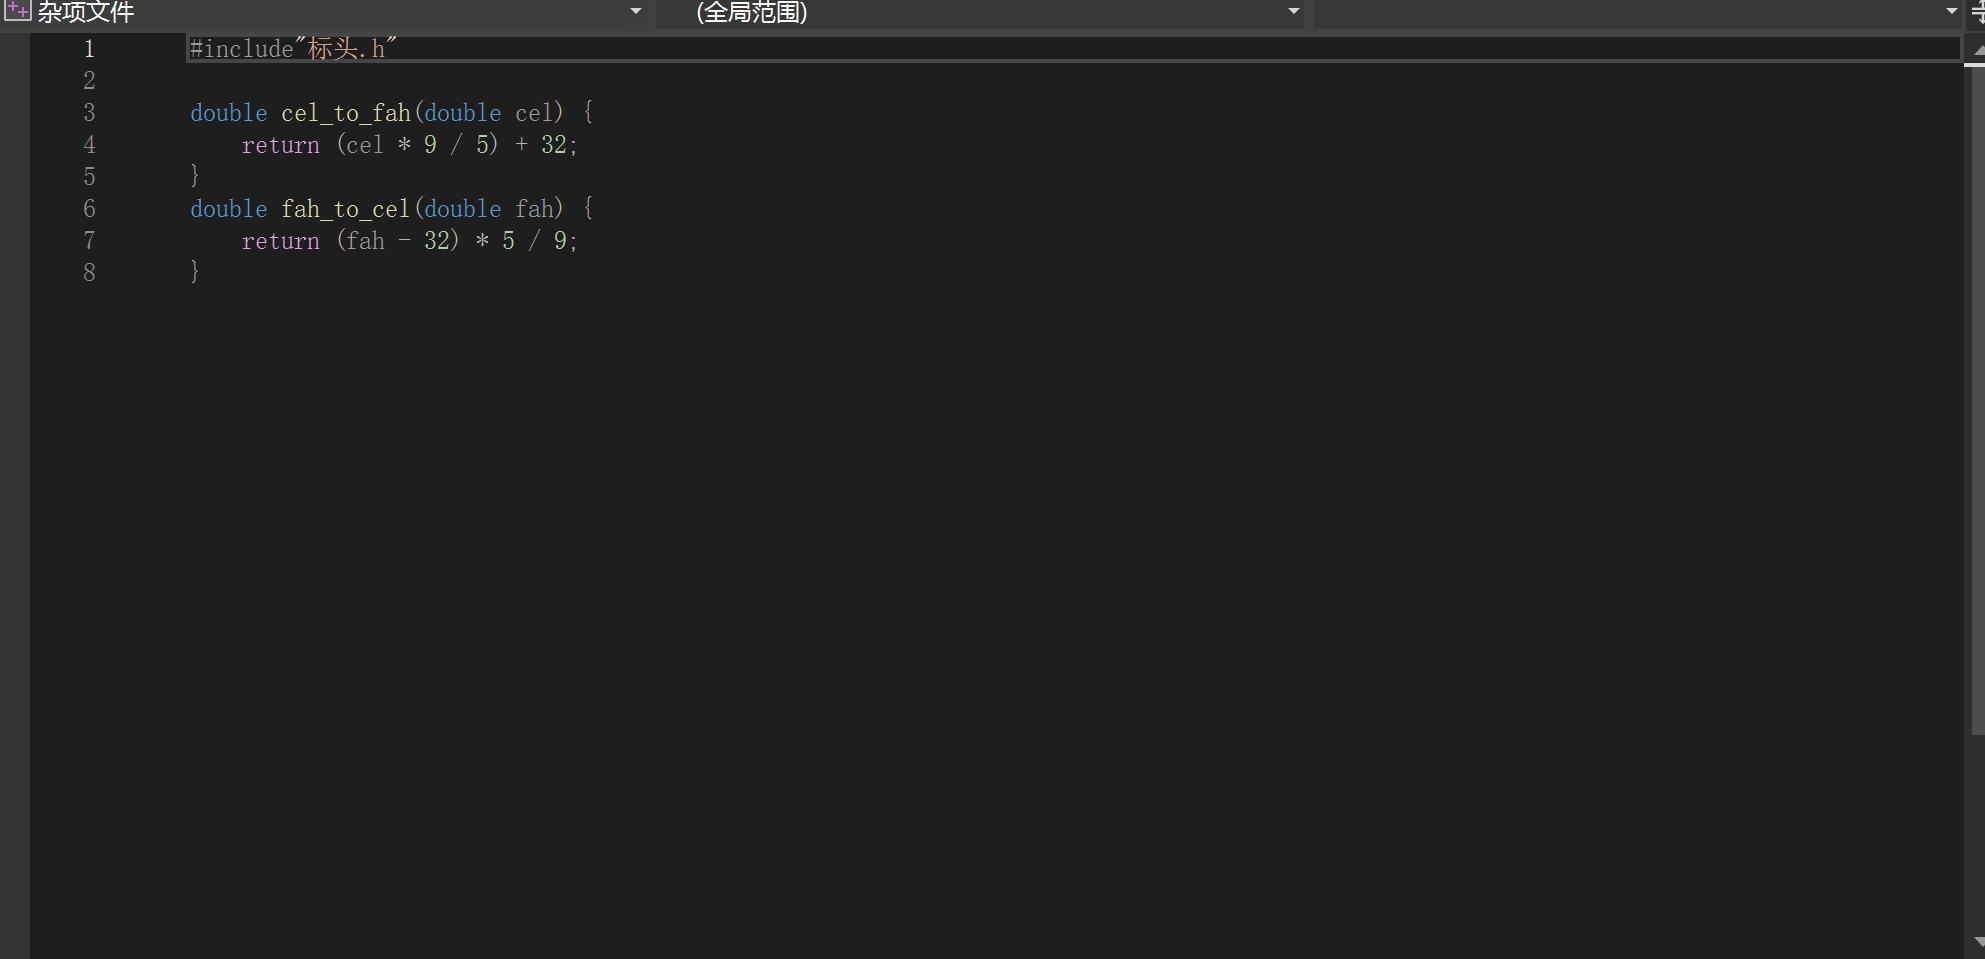 杂项文件 (全局范围)
1 #include"标头.h"
2
3 double cel_to_fah(double cel) {
4 return (cel * 9 / 5) + 32;
5 }
6 double fah_to_cel(double fah) {
7 return (fah - 32) * 5 / 9;
8 }